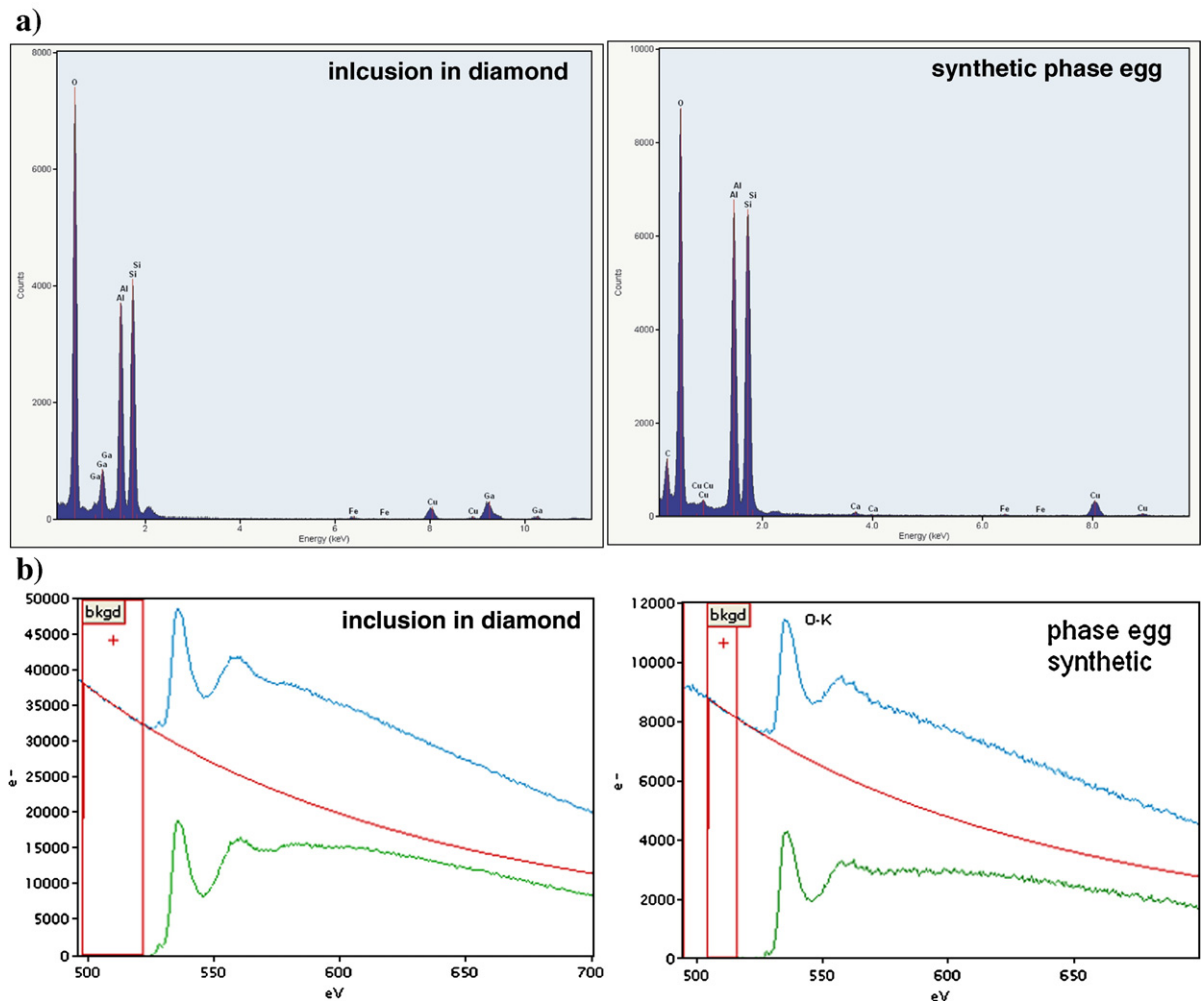 a)
inlcusion in diamond
8000
6000
4000
2000
0
Counts
O
Ga
Ga
Ga
Al
Al
Si
Si
Fe
Fe
Cu
Cu
Ga
Ga
2
4
6
8
10
Energy (keV)
synthetic phase egg
10000
8000
6000
4000
2000
0
Counts
C
O
Cu Cu
Cu
Al
Al
Si
Si
Ca
Ca
Fe
Fe
Cu
Cu
2.0
4.0
6.0
8.0
Energy (keV)
b)
bkgd
inclusion in diamond
50000
45000
40000
35000
30000
25000
20000
15000
10000
5000
0
e-
500
550
600
650
700
eV
bkgd
O-K
phase egg
synthetic
12000
10000
8000
6000
4000
2000
0
e-
500
550
600
650
eV